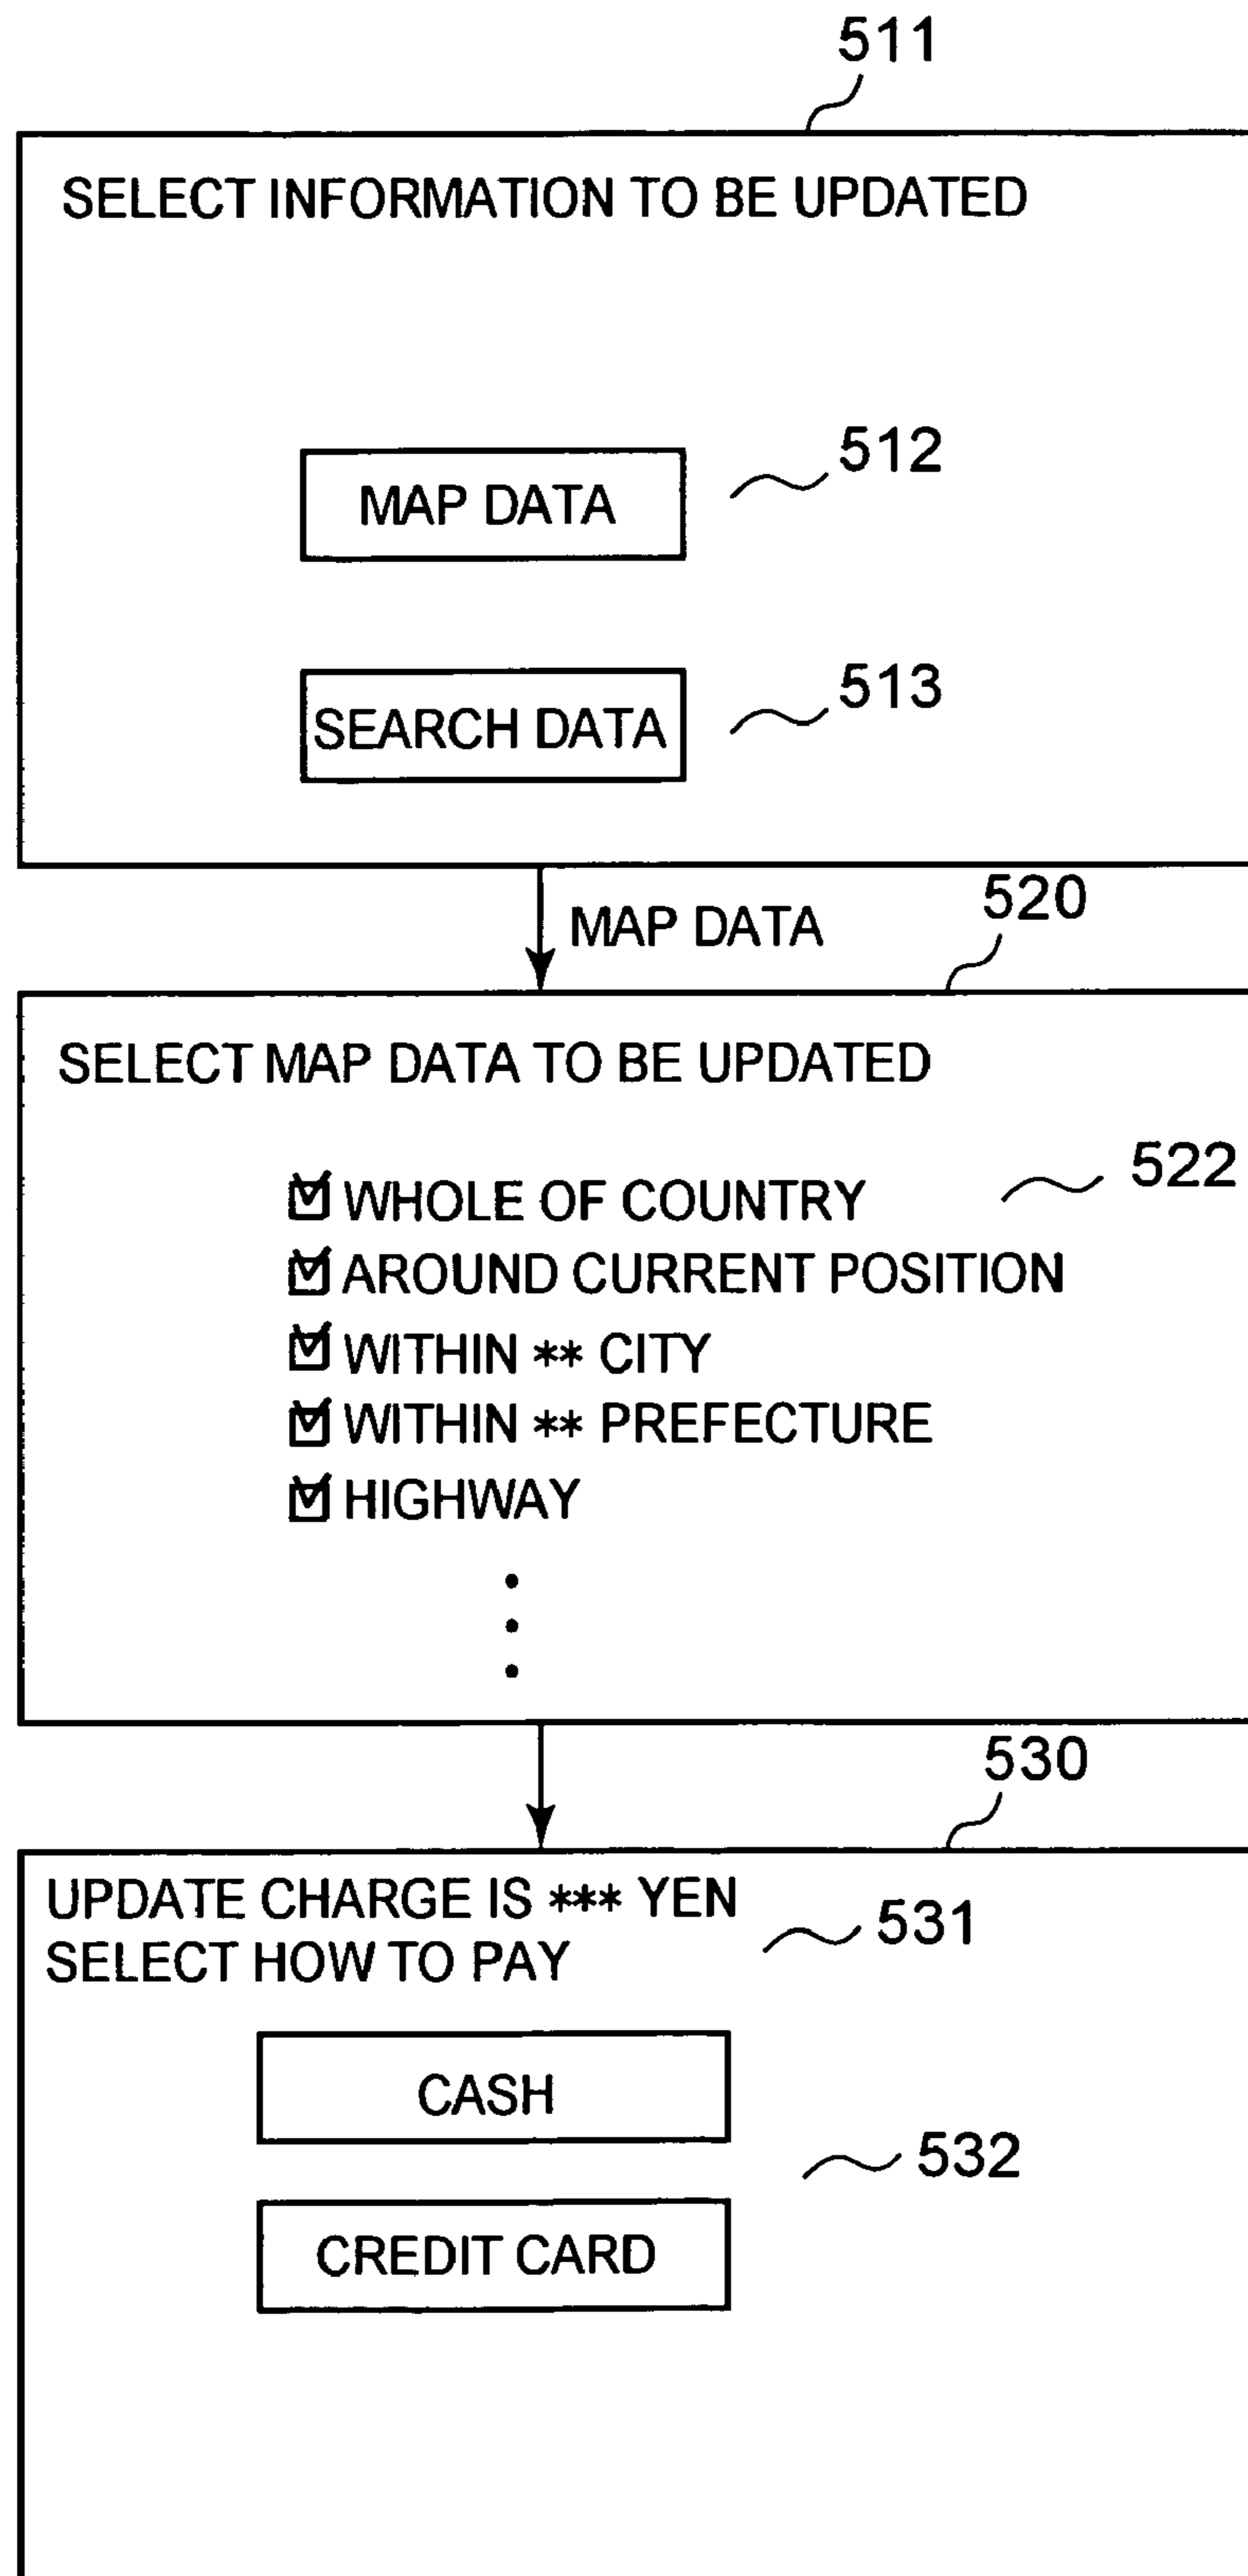 511
SELECT INFORMATION TO BE UPDATED
512
MAP DATA
513
SEARCH DATA
520
MAP DATA
SELECT MAP DATA TO BE UPDATED
522
WHOLE OF COUNTRY
AROUND CURRENT POSITION
WITHIN ** CITY
WITHIN ** PREFECTURE
HIGHWAY
530
UPDATE CHARGE IS *** YEN
531
SELECT HOW TO PAY
CASH
532
CREDIT CARD